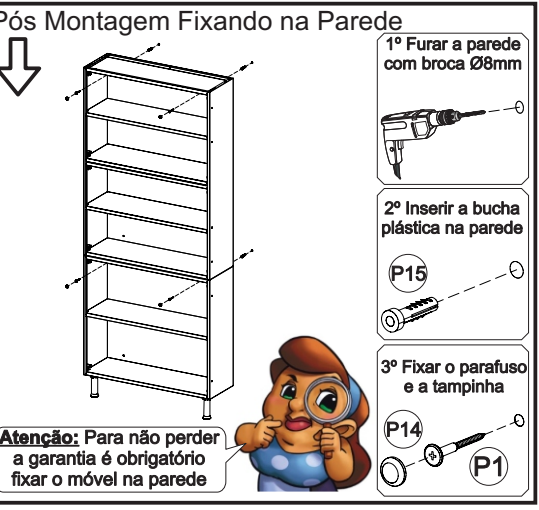 Pós Montagem Fixando na Parede
1º Furar a parede
com broca Ø8mm
2º Inserir a bucha
plástica na parede
P15
3º Fixar o parafuso
e a tampinha
P14
P1
Atenção: Para não perder
a garantia é obrigatório
fixar o móvel na parede